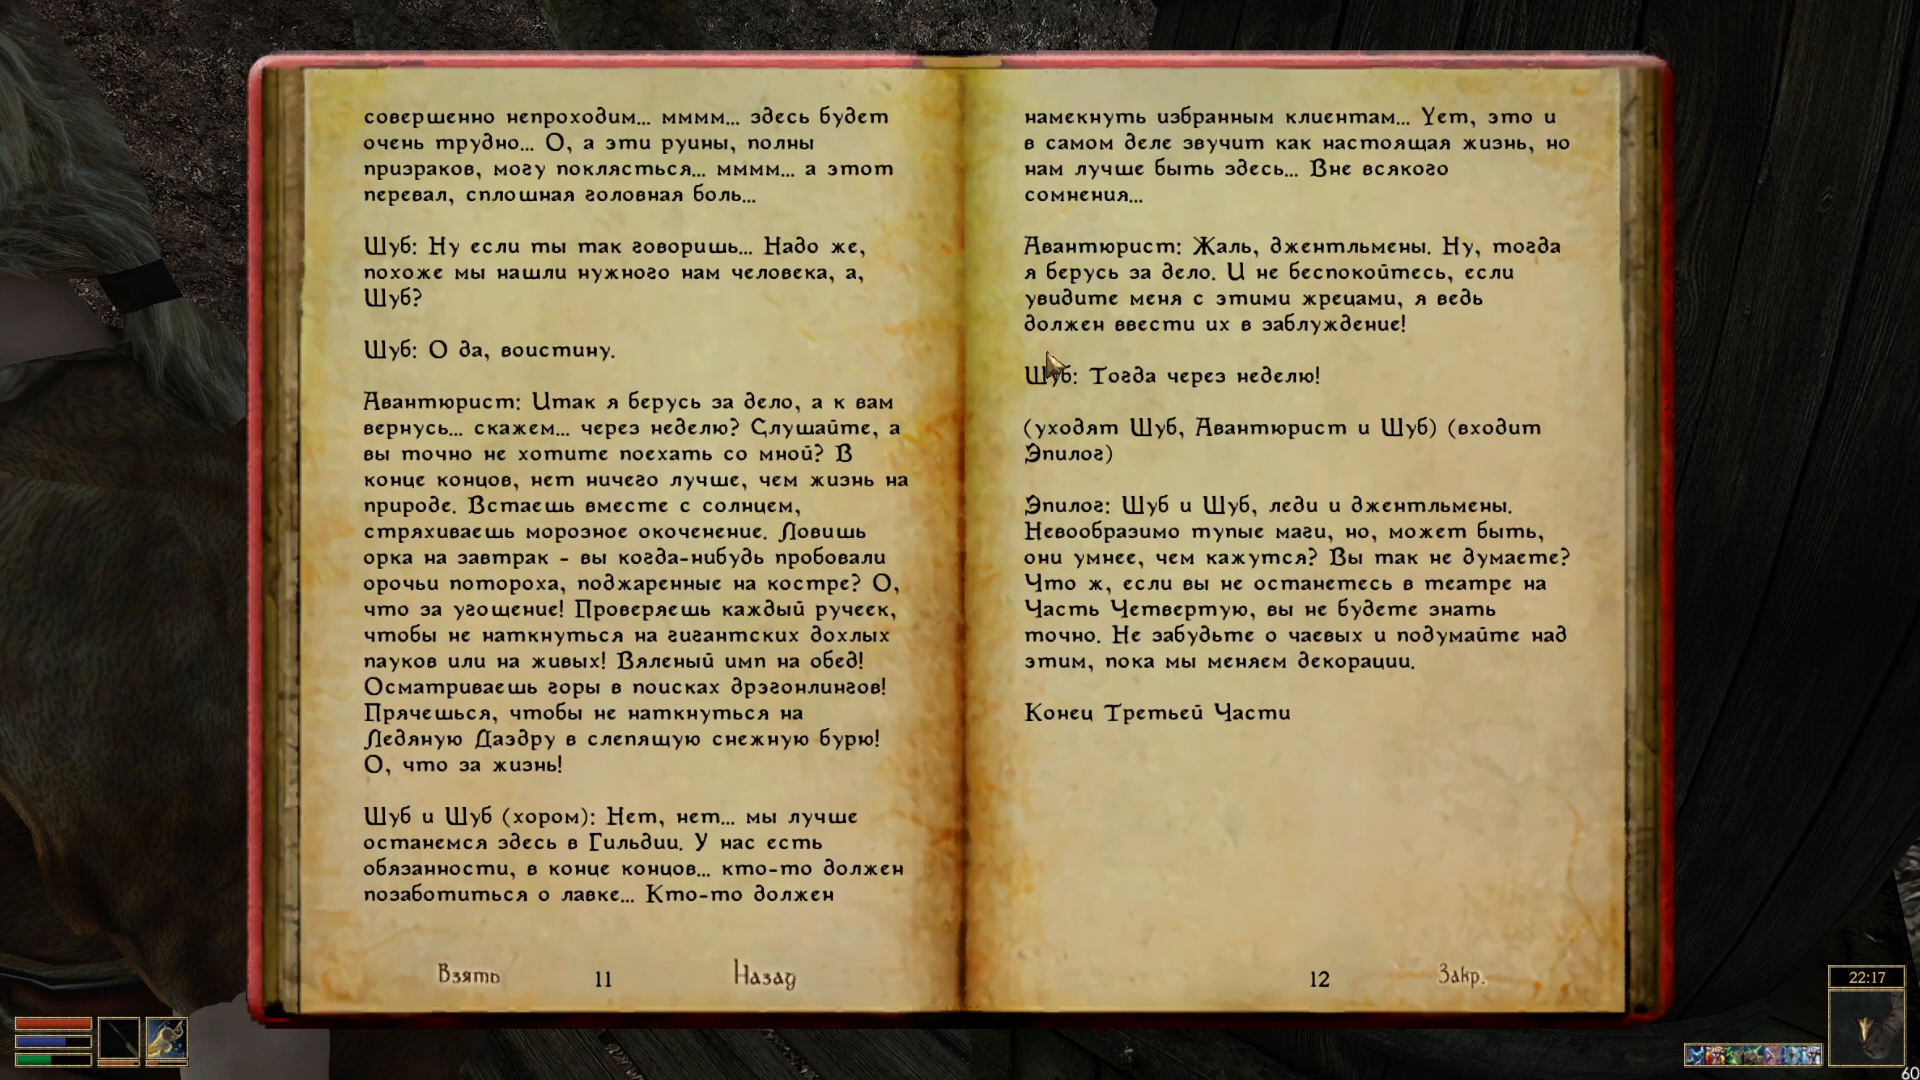 совершенно непроходим... мммм... здесь будет
очень трудно... О, а эти руины, полны
призраков, могу поклясться... мммм... а этот
перевал, сплошная головная боль...
Шуб: Ну если ты так говоришь... Надо же,
похоже мы нашли нужного нам человека, а,
Шуб?
Шуб: О да, воистину.
Авантюрист: Итак я берусь за дело, а к вам
вернусь... скажем... через неделю? Слушайте, а
вы точно не хотите поехать со мной? В
конце концов, нет ничего лучше, чем жизнь на
природе. Встаешь вместе с солнцем,
стряхиваешь морозное окоченение. Ловишь
орка на завтрак - вы когда-нибудь пробовали
орочьи потороха, поджаренные на костре? О,
что за угощение! Проверяешь каждый ручеек,
чтобы не наткнуться на гигантских дохлых
пауков или на живых! Вяленый имп на обед!
Осматриваешь горы в поисках дрэгонлингов!
Прячешься, чтобы не наткнуться на
Ледяную Даэдру в слепящую снежную бурю!
О, что за жизнь!
Шуб и Шуб (хором): Нет, нет... мы лучше
останемся здесь в Гильдии. У нас есть
обязанности, в конце концов... кто-то должен
позаботиться о лавке... Кто-то должен
Взять 11 Назад
намекнуть избранным клиентам... Yет, это и
в самом деле звучит как настоящая жизнь, но
нам лучше быть здесь... Вне всякого
сомнения...
Авантюрист: Жаль, джентльмены. Ну, тогда
я берусь за дело. И не беспокойтесь, если
увидите меня с этими жрецами, я ведь
должен ввести их в заблуждение!
Шуб: Тогда через неделю!
(уходят Шуб, Авантюрист и Шуб) (входит
Эпилог)
Эпилог: Шуб и Шуб, леди и джентльмены.
Невообразимо тупые маги, но, может быть,
они умнее, чем кажутся? Вы так не думаете?
Что ж, если вы не останетесь в театре на
Часть Четвертую, вы не будете знать
точно. Не забудьте о чаевых и подумайте над
этим, пока мы меняем декорации.
Конец Третьей Части
12 Закр.
22:17
60